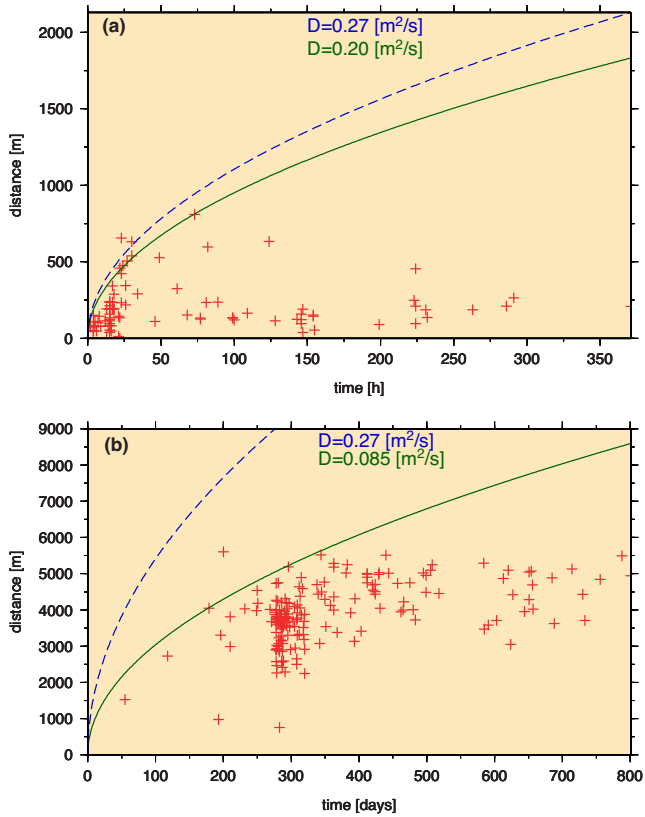 (a)
D=0.27 [m²/s]
D=0.20 [m²/s]
2000
1500
1000
500
0
distance [m]
0 50 100 150 200 250 300 350
time [h]
(b)
D=0.27 [m²/s]
D=0.085 [m²/s]
9000
8000
7000
6000
5000
4000
3000
2000
1000
0
distance [m]
0 100 200 300 400 500 600 700 800
time [days]